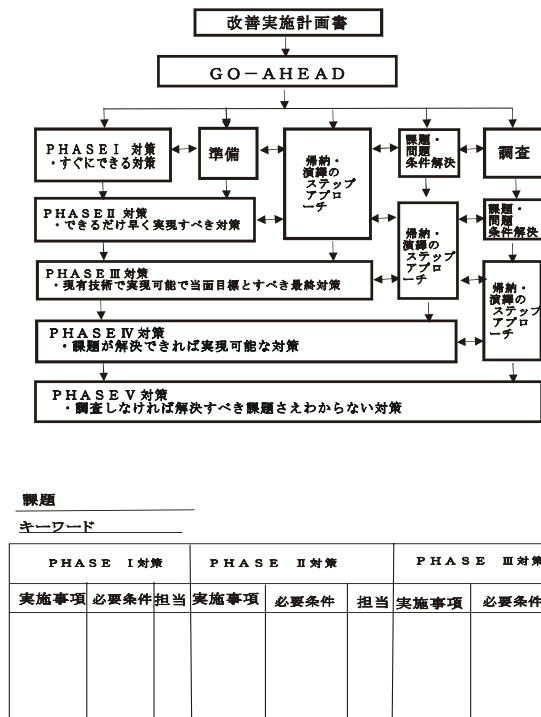 改善実施計画書
GO－AHEAD
PHASEⅠ 対策
・すぐにできる対策
準備
帰納・
演繹の
ステップ
アプロ
ーチ
課題・
問題
条件解決
調査
PHASEⅡ 対策
・できるだけ早く実現すべき対策
帰納・
演繹の
ステップ
アプロ
ーチ
課題・
問題
条件解決
PHASEⅢ 対策
・現有技術で実現可能で当面目標とすべき最終対策
帰納・
演繹の
ステップ
アプロ
ーチ
PHASEⅣ 対策
・課題が解決できれば実現可能な対策
PHASEⅤ 対策
・調査しなければ解決すべき課題さえわからない対策
課題
キーワード
PHASE Ⅰ対策 PHASE Ⅱ対策 PHASE Ⅲ対策
実施事項 必要条件 担当 実施事項 必要条件 担当 実施事項 必要条件